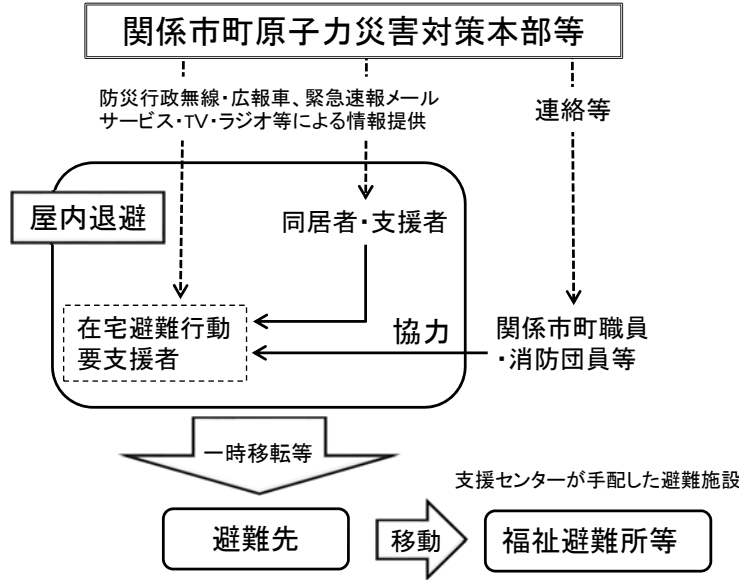 関係市町原子力災害対策本部等
防災行政無線・広報車、緊急速報メール
サービス・TV・ラジオ等による情報提供
連絡等
屋内退避
同居者・支援者
在宅避難行動
要支援者
協力
関係市町職員
・消防団員等
一時移転等
支援センターが手配した避難施設
避難先
移動
福祉避難所等